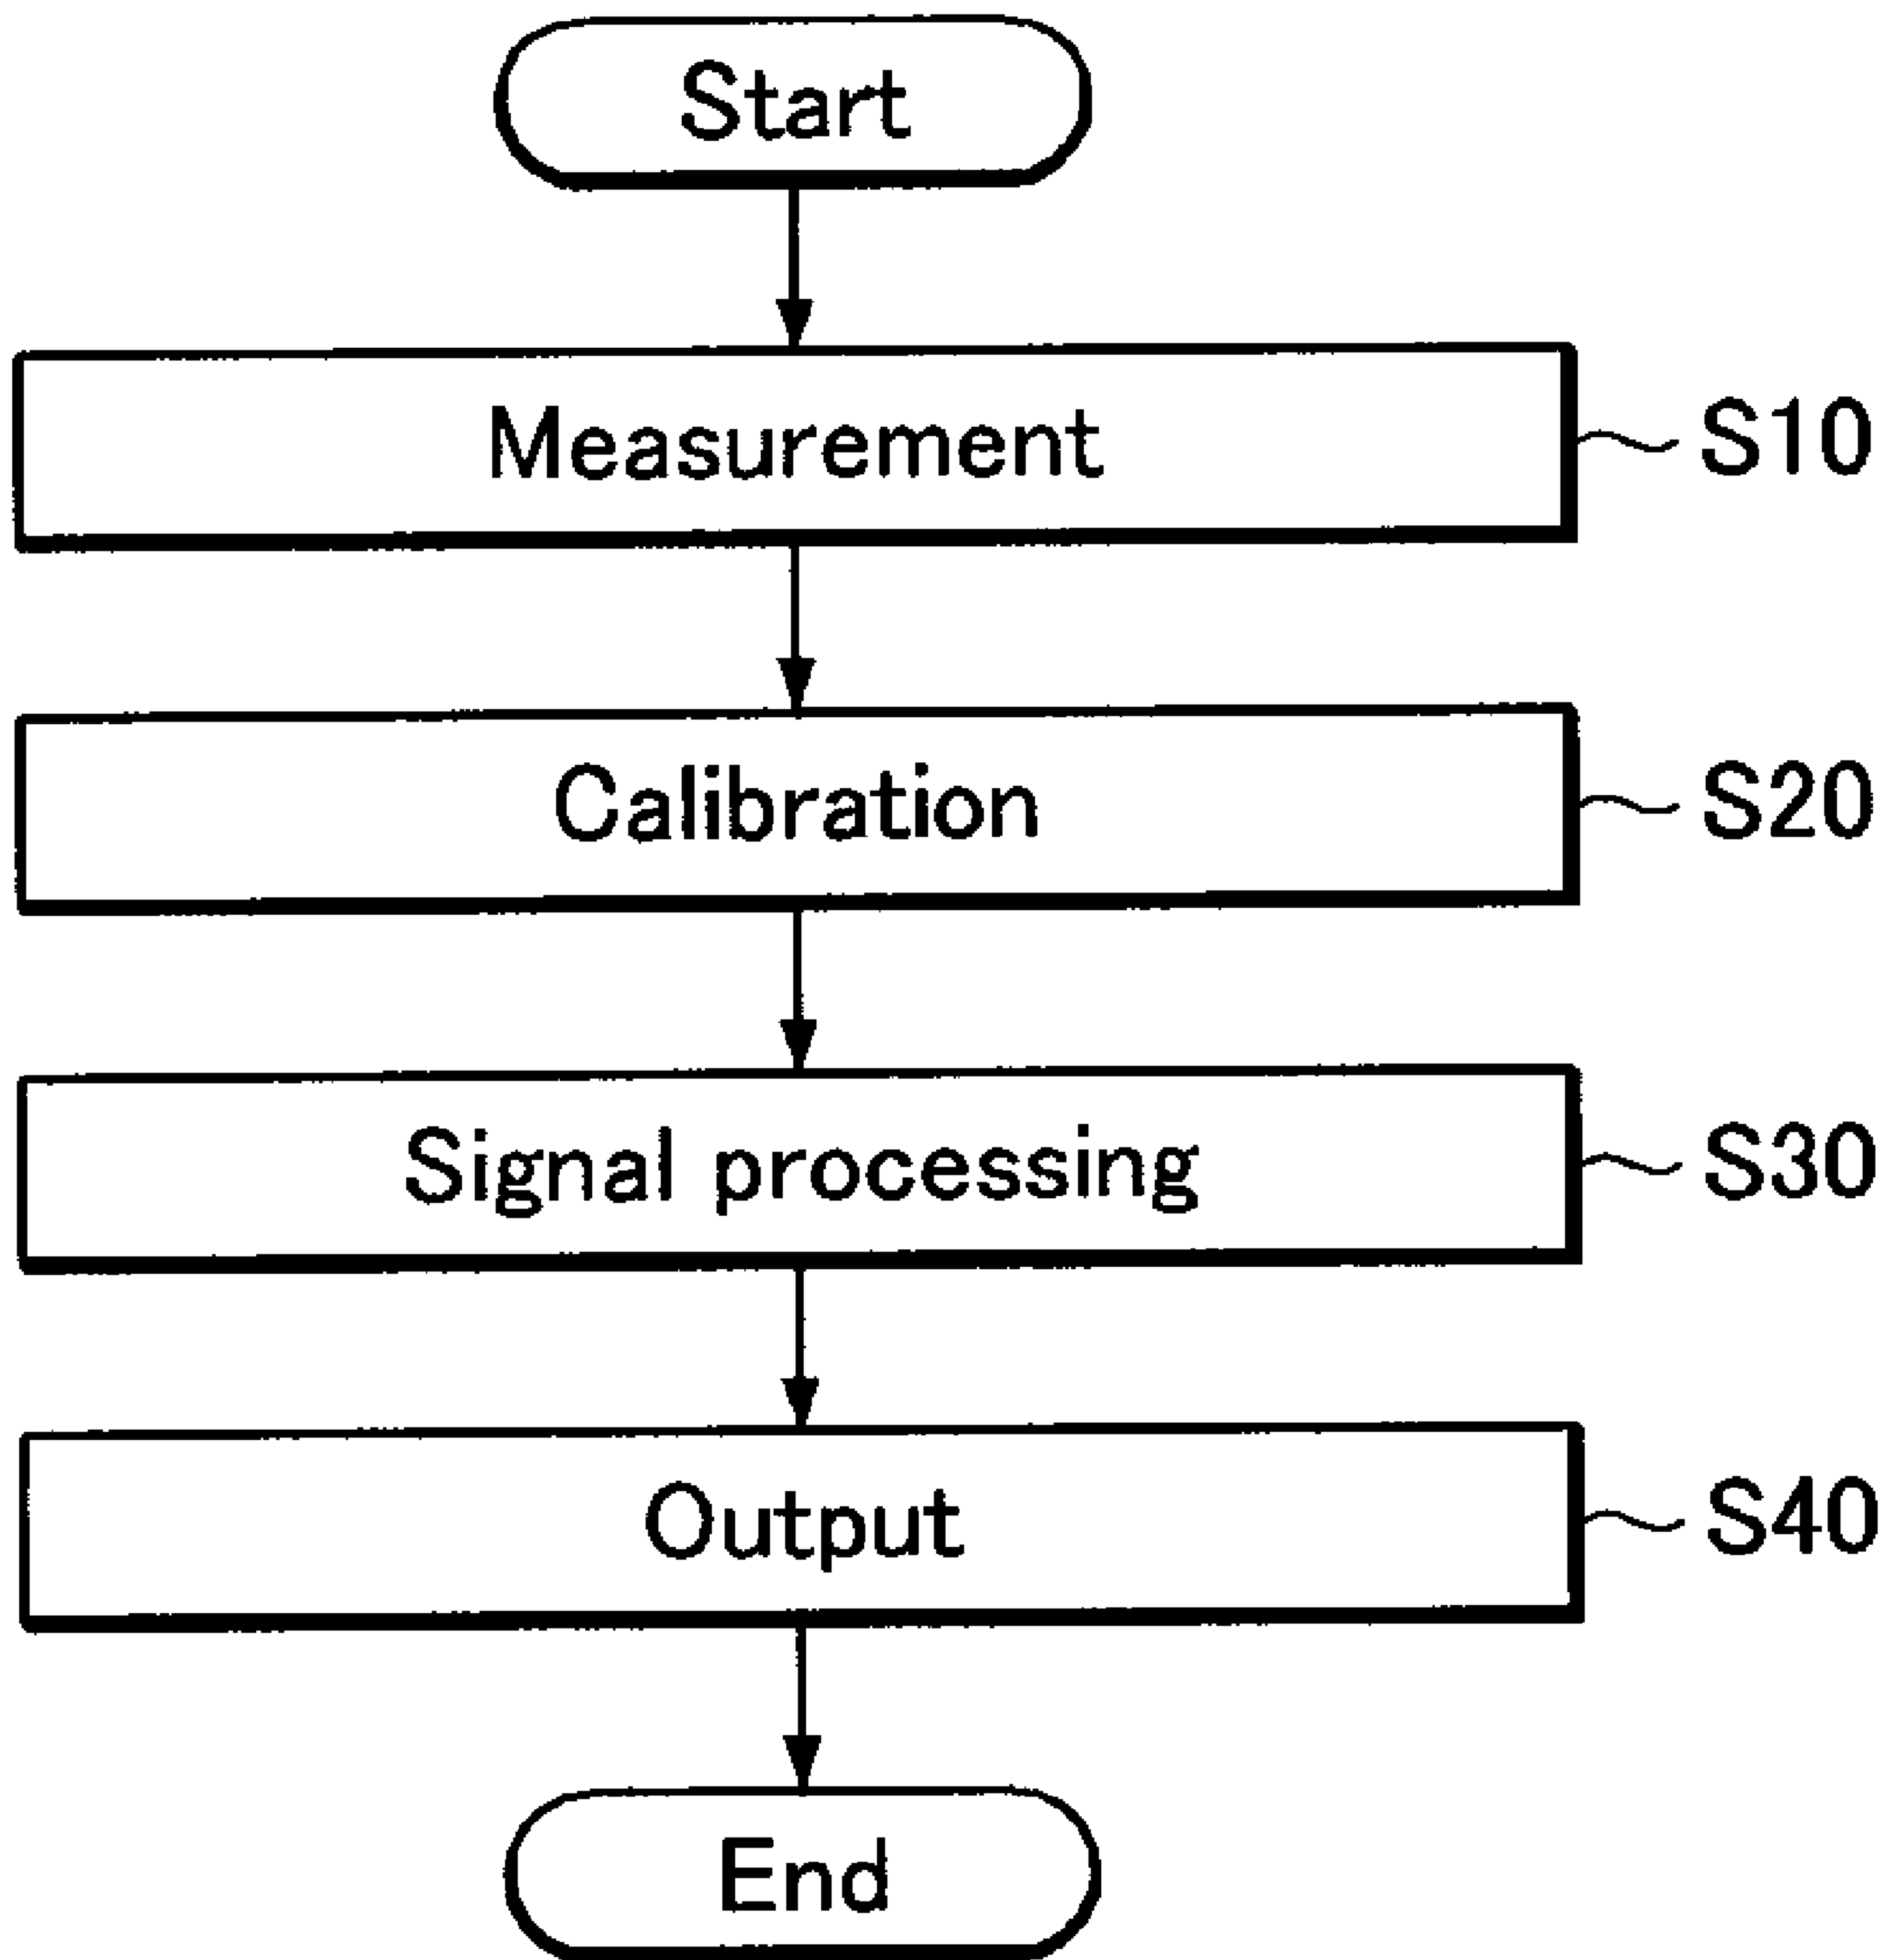 Start
Measurement S10
Calibration S20
Signal processing S30
Output S40
End